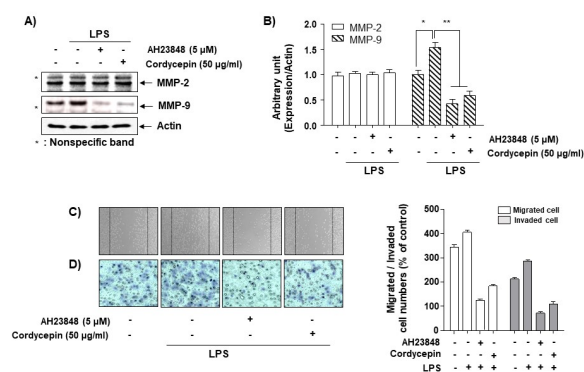 A)
LPS
- - + - AH23848 (5 µM)
- - - + Cordycepin (50 µg/ml)
* MMP-2
* MMP-9
Actin
* : Nonspecific band
B)
Arbitrary unit
(Expression/Actin)
2.0
1.5
1.0
0.5
0.0
MMP-2
MMP-9
* **
- - + - - - + - AH23848 (5 µM)
- - - + - - - + Cordycepin (50 µg/ml)
LPS LPS
C)
D)
AH23848 (5 µM) - - + -
Cordycepin (50 µg/ml) - - - +
LPS
Migrated / Invaded
cell numbers (% of control)
500
400
300
200
100
0
Migrated cell
Invaded cell
AH23848 - - + - - - + -
Cordycepin - - - + - - - +
LPS - + + + - + + +